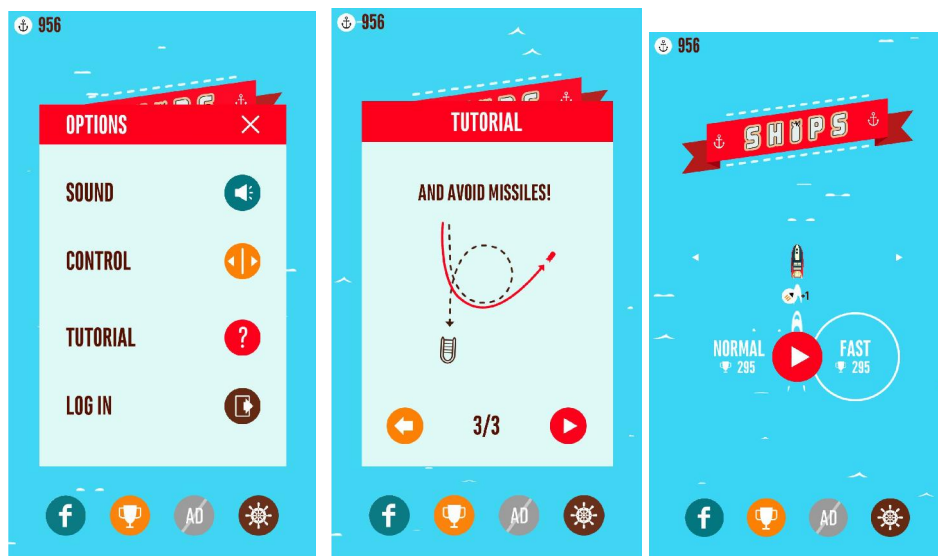 956
OPTIONS
SOUND
CONTROL
TUTORIAL
?
LOG IN
f
AD
956
TUTORIAL
AND AVOID MISSILES!
3/3
f
AD
956
SHIPS
+1
NORMAL
295
FAST
295
f
AD